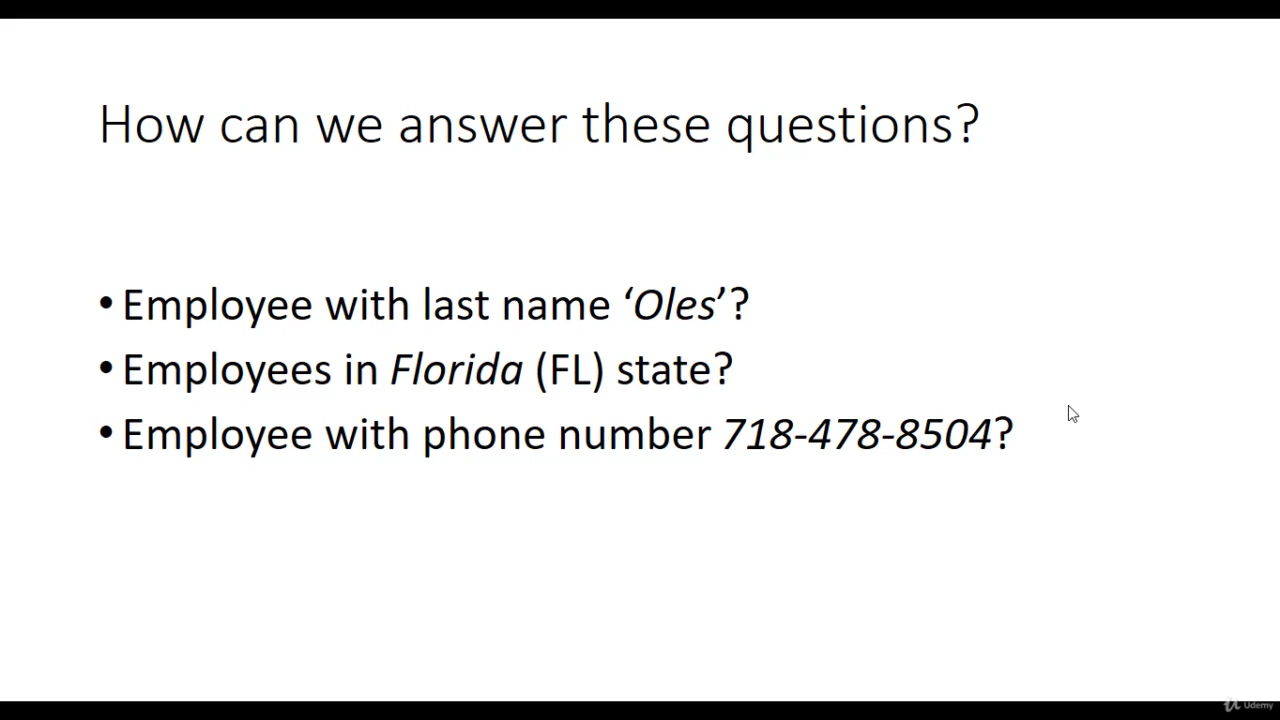 How can we answer these questions?
• Employee with last name ‘Oles’?
• Employees in Florida (FL) state?
• Employee with phone number 718-478-8504?
Udemy